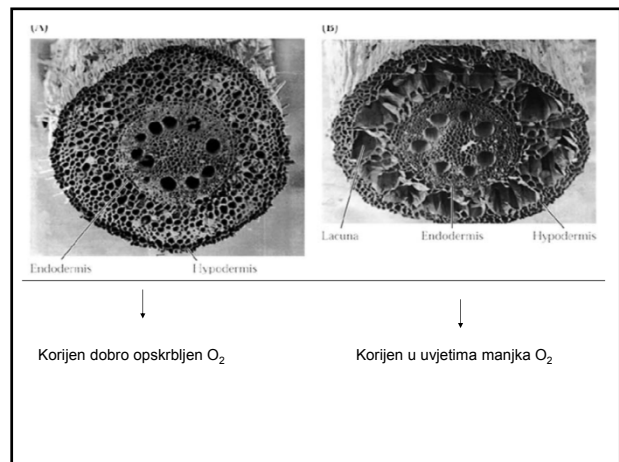 (A)
(B)
Endodermis Hypodermis
Lacuna Endodermis Hypodermis
Korijen dobro opskrbljen O₂
Korijen u uvjetima manjka O₂